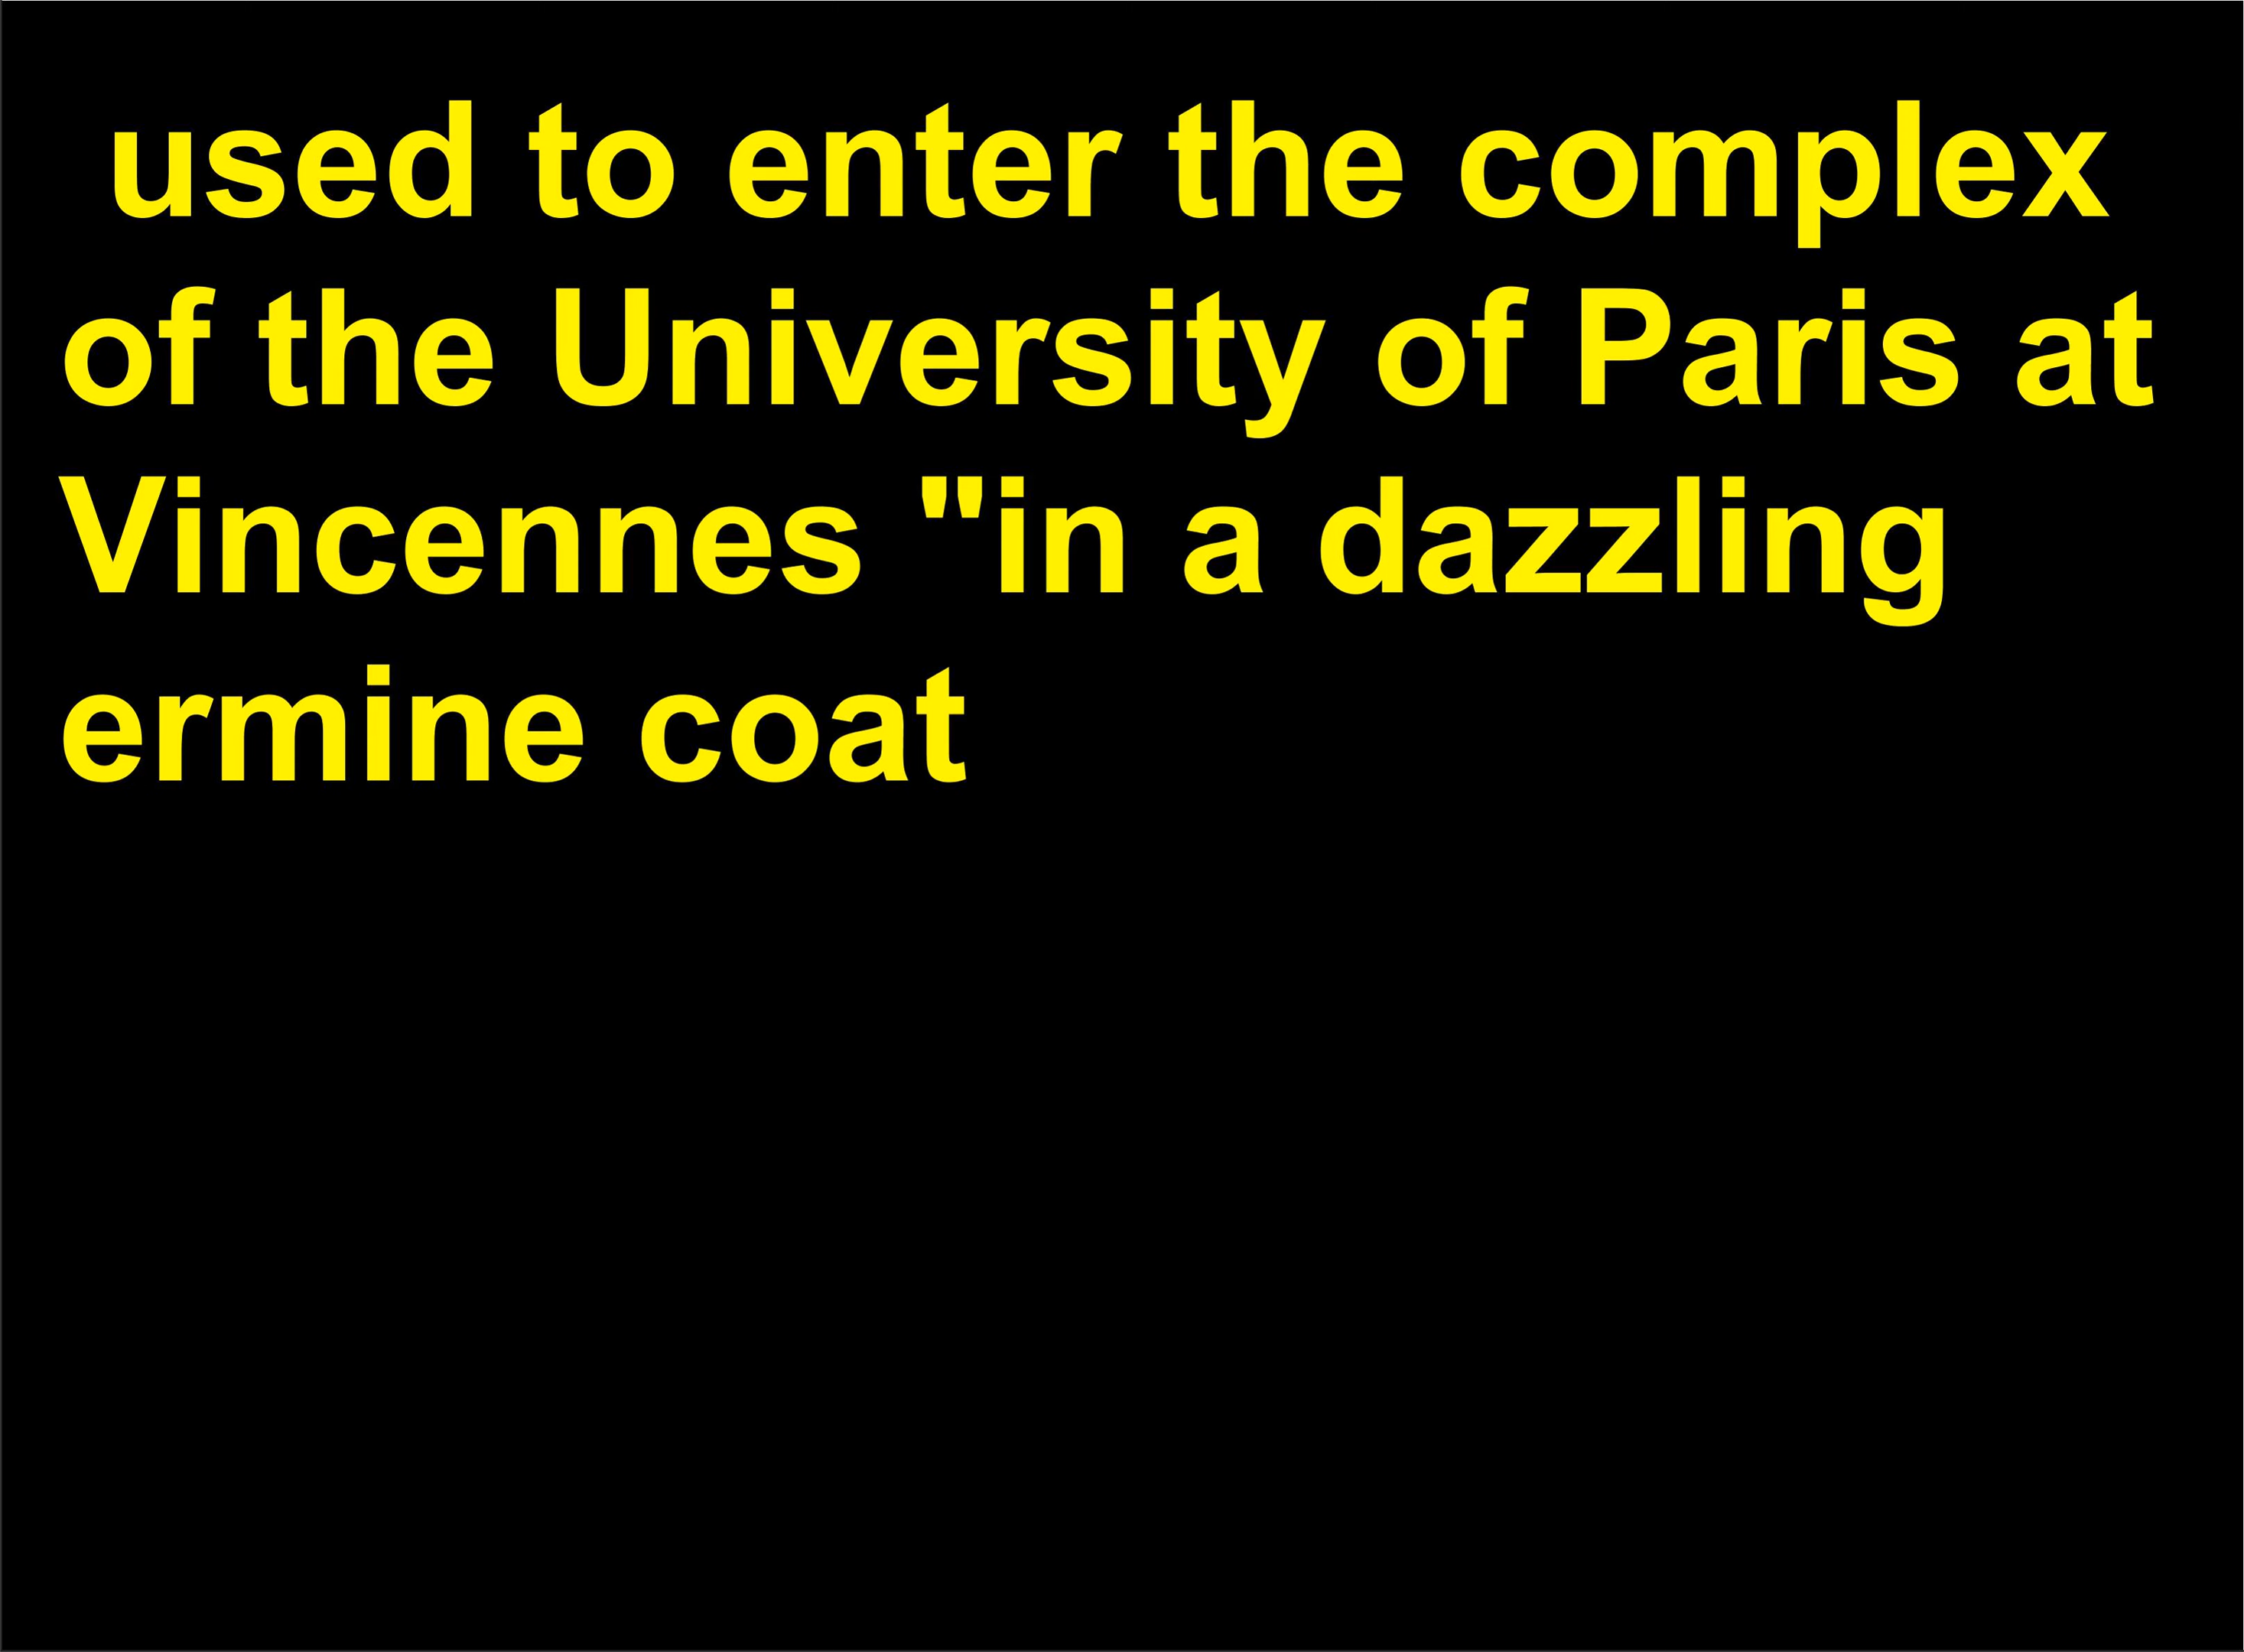 used to enter the complex
of the University of Paris at
Vincennes "in a dazzling
ermine coat